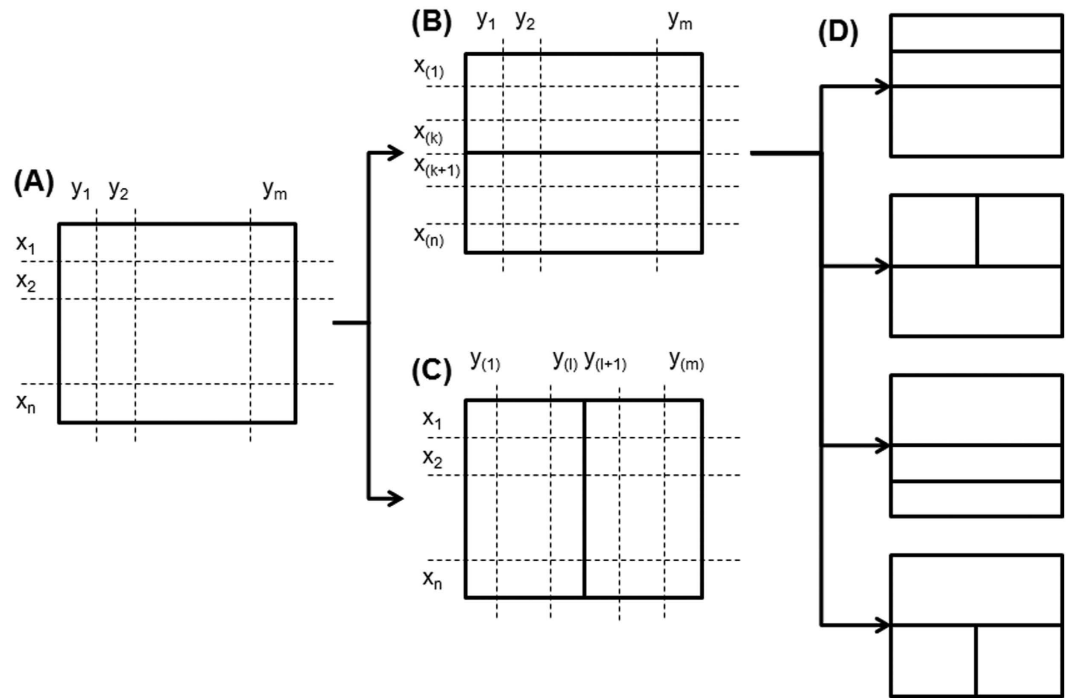 (A)
y1 y2 ym
x1
x2
xn
(B)
y1 y2 ym
x(1)
x(k)
x(k+1)
x(n)
(C)
y(1) y(l) y(l+1) y(m)
x1
x2
xn
(D)